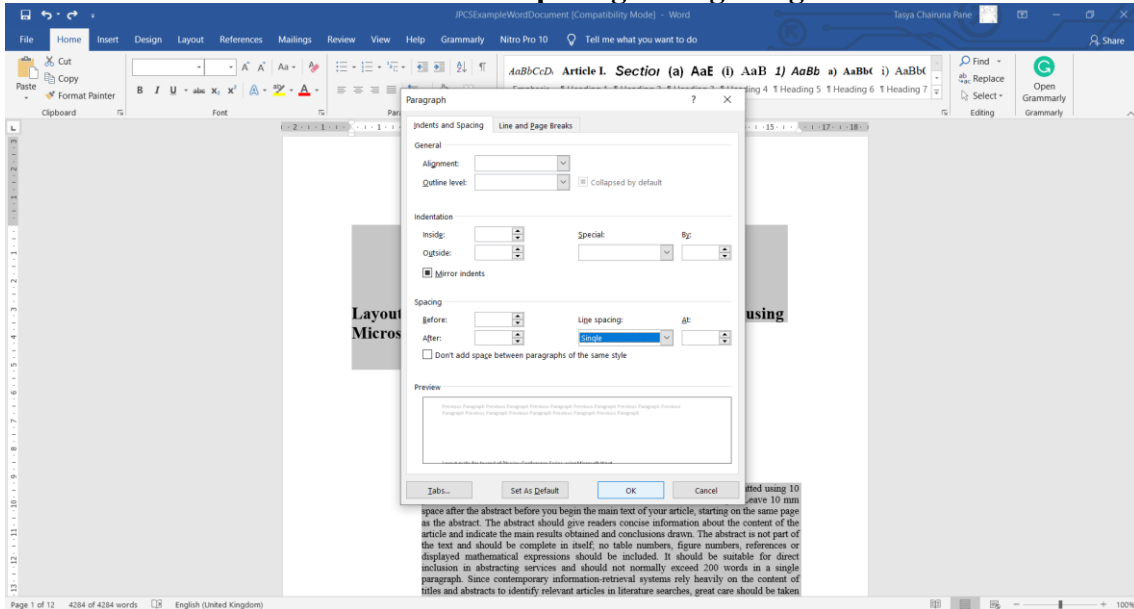 JPCSExampleWordDocument [Compatibility Mode] - Word
Tasya Chairuna Pane
File Home Insert Design Layout References Mailings Review View Help Grammarly Nitro Pro 10 Tell me what you want to do
Share
Paste
Cut
Copy
Format Painter
Clipboard
Font
AaBbCcD Article I. Section (a) AaB (i) AaB 1) AaBb a) AaBb i) AaBb
¶ Heading 5 ¶ Heading 6 ¶ Heading 7
Find
Replace
Select
Editing
Open Grammarly
Grammarly
Paragraph ? ×
Indents and Spacing Line and Page Breaks
General
Alignment:
Outline level: Collapsed by default
Indentation
Inside: Special: By:
Outside:
Mirror indents
Spacing
Before: Line spacing: At:
After: Single
Don't add space between paragraphs of the same style
Preview
Tabs... Set As Default OK Cancel
Layout using
Micros
using 10
Leave 10 mm
space after the abstract before you begin the main text of your article, starting on the same page
as the abstract. The abstract should give readers concise information about the content of the
article and indicate the main results obtained and conclusions drawn. The abstract is not part of
the text and should be complete in itself; no table numbers, figure numbers, references or
displayed mathematical expressions should be included. It should be suitable for direct
inclusion in abstracting services and should not normally exceed 200 words in a single
paragraph. Since contemporary information-retrieval systems rely heavily on the content of
titles and abstracts to identify relevant articles in literature searches, great care should be taken
Page 1 of 12 4284 of 4284 words English (United Kingdom)
100%